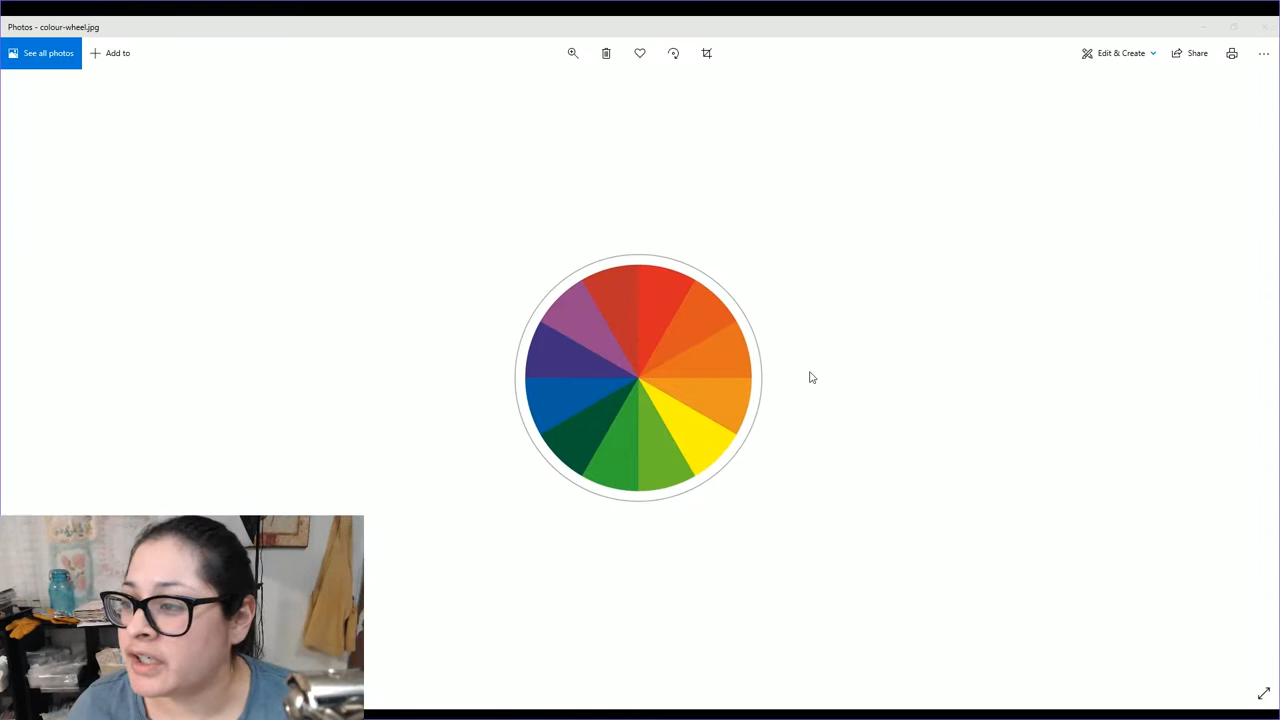 Photos - colour-wheel.jpg
See all photos
Add to
Edit & Create
Share